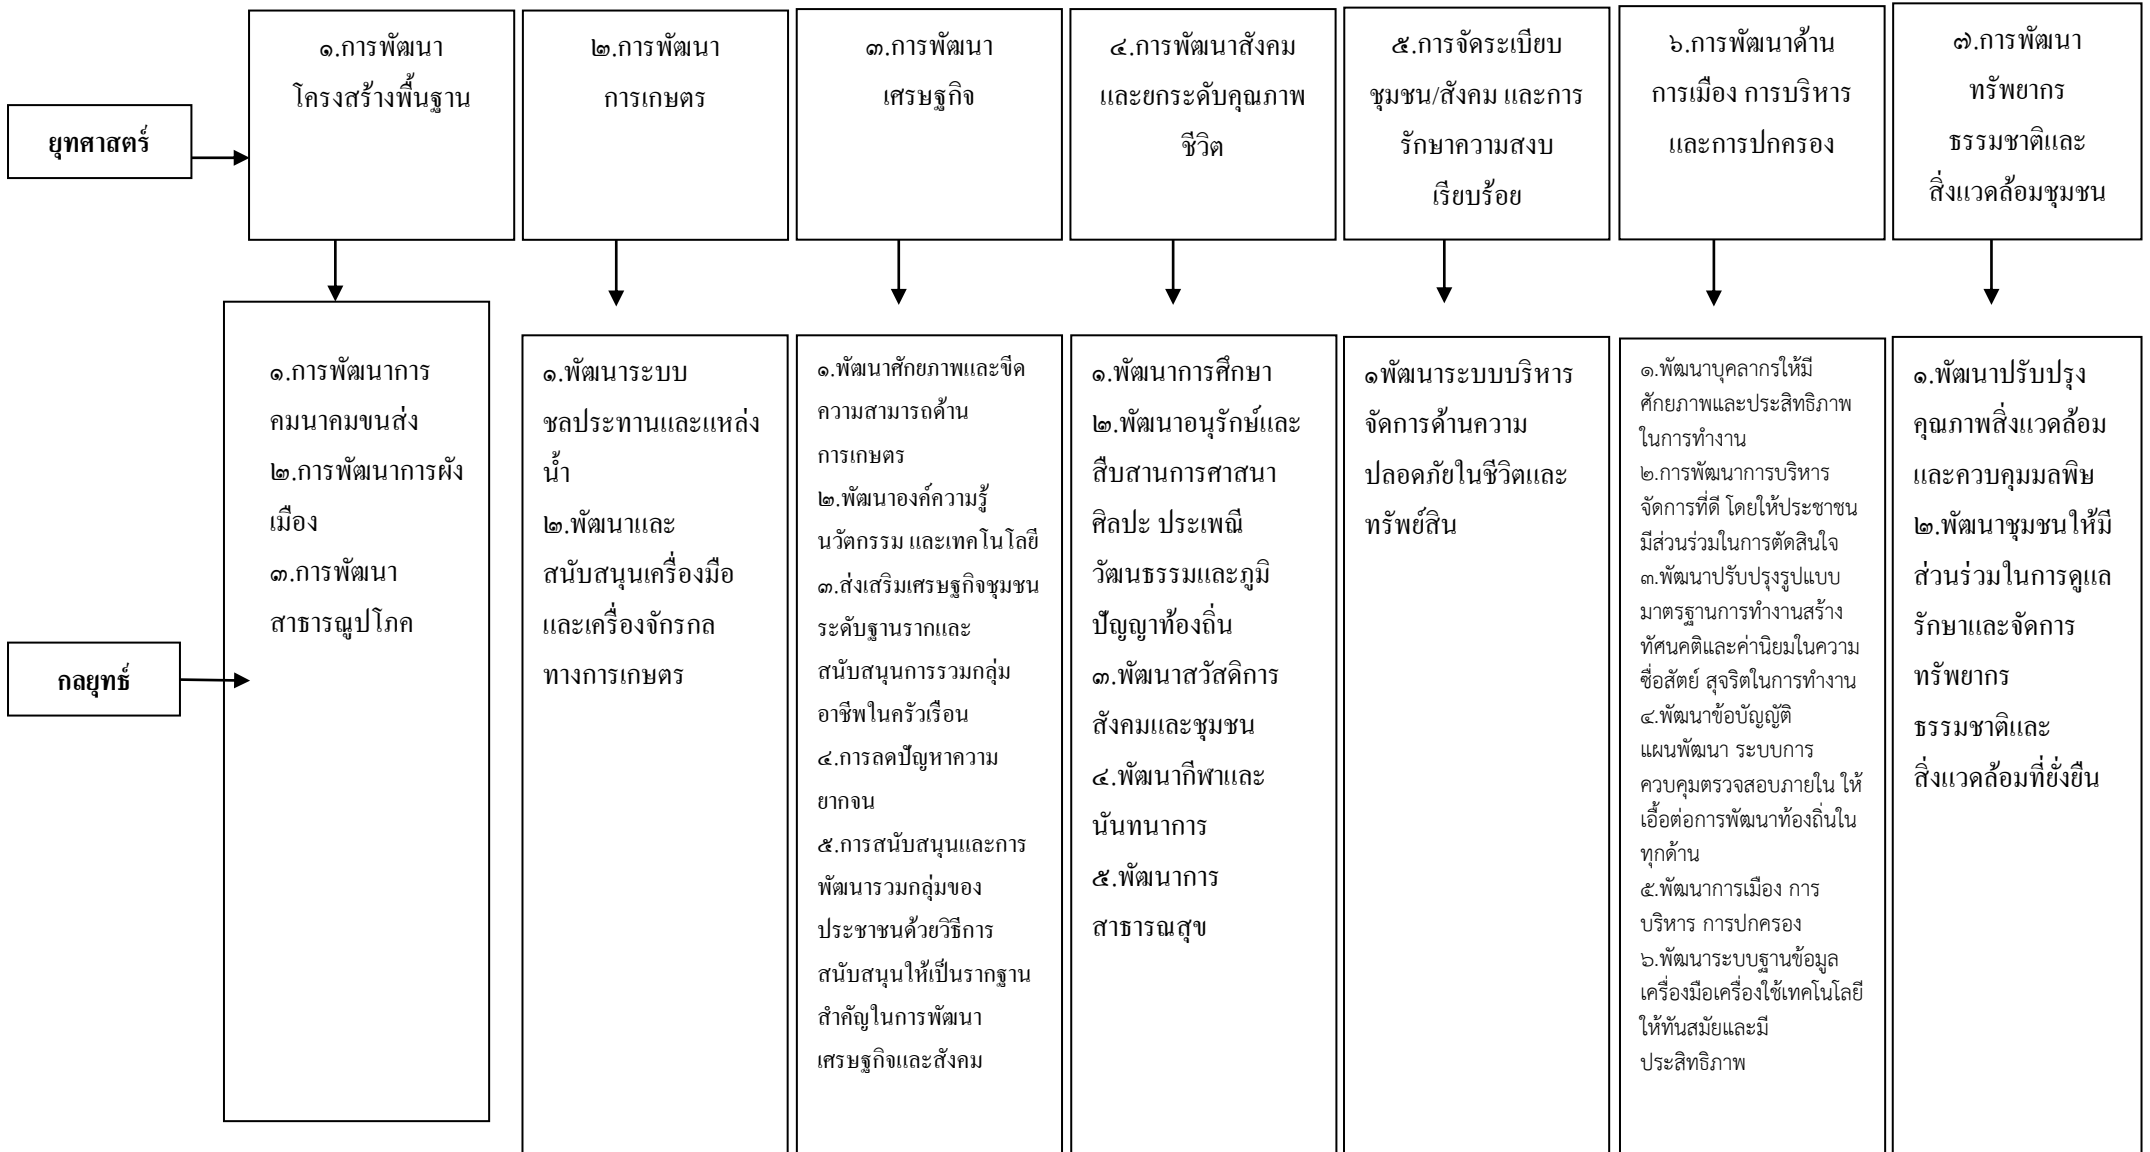 ยุทศาสตร์
๑.การพัฒนา
โครงสร้างพื้นฐาน
๒.การพัฒนา
การเกษตร
๓.การพัฒนา
เศรษฐกิจ
๔.การพัฒนาสังคม
และยกระดับคุณภาพ
ชีวิต
๕.การจัดระเบียบ
ชุมชน/สังคม และการ
รักษาความสงบ
เรียบร้อย
๖.การพัฒนาด้าน
การเมือง การบริหาร
และการปกครอง
๗.การพัฒนา
ทรัพยากร
ธรรมชาติและ
สิ่งแวดล้อมชุมชน
กลยุทธ์
๑.การพัฒนาการ
คมนาคมขนส่ง
๒.การพัฒนาการผัง
เมือง
๓.การพัฒนา
สาธารณูปโภค
๑.พัฒนาระบบ
ชลประทานและแหล่ง
น้ำ
๒.พัฒนาและ
สนับสนุนเครื่องมือ
และเครื่องจักรกล
ทางการเกษตร
๑.พัฒนาศักยภาพและขีด
ความสามารถด้าน
การเกษตร
๒.พัฒนาองค์ความรู้
นวัตกรรม และเทคโนโลยี
๓.ส่งเสริมเศรษฐกิจชุมชน
ระดับฐานรากและ
สนับสนุนการรวมกลุ่ม
อาชีพในครัวเรือน
๔.การลดปัญหาความ
ยากจน
๕.การสนับสนุนและการ
พัฒนารวมกลุ่มของ
ประชาชนด้วยวิธีการ
สนับสนุนให้เป็นรากฐาน
สำคัญในการพัฒนา
เศรษฐกิจและสังคม
๑.พัฒนาการศึกษา
๒.พัฒนาอนุรักษ์และ
สืบสานการศาสนา
ศิลปะ ประเพณี
วัฒนธรรมและภูมิ
ปัญญาท้องถิ่น
๓.พัฒนาสวัสดิการ
สังคมและชุมชน
๔.พัฒนากีฬาและ
นันทนาการ
๕.พัฒนาการ
สาธารณสุข
๑พัฒนาระบบบริหาร
จัดการด้านความ
ปลอดภัยในชีวิตและ
ทรัพย์สิน
๑.พัฒนาบุคลากรให้มี
ศักยภาพและประสิทธิภาพ
ในการทำงาน
๒.การพัฒนาการบริหาร
จัดการที่ดี โดยให้ประชาชน
มีส่วนร่วมในการตัดสินใจ
๓.พัฒนาปรับปรุงรูปแบบ
มาตรฐานการทำงานสร้าง
ทัศนคติและค่านิยมในความ
ซื่อสัตย์ สุจริตในการทำงาน
๔.พัฒนาข้อบัญญัติ
แผนพัฒนา ระบบการ
ควบคุมตรวจสอบภายใน ให้
เอื้อต่อการพัฒนาท้องถิ่นใน
ทุกด้าน
๕.พัฒนาการเมือง การ
บริหาร การปกครอง
๖.พัฒนาระบบฐานข้อมูล
เครื่องมือเครื่องใช้เทคโนโลยี
ให้ทันสมัยและมี
ประสิทธิภาพ
๑.พัฒนาปรับปรุง
คุณภาพสิ่งแวดล้อม
และควบคุมมลพิษ
๒.พัฒนาชุมชนให้มี
ส่วนร่วมในการดูแล
รักษาและจัดการ
ทรัพยากร
ธรรมชาติและ
สิ่งแวดล้อมที่ยั่งยืน